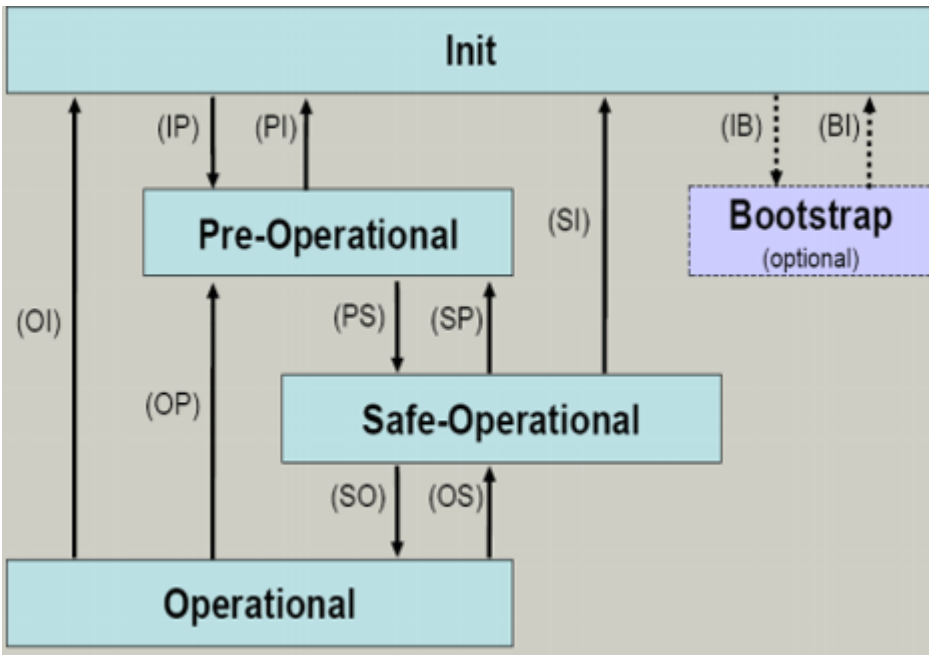 Init
(IP)
(PI)
(IB)
(BI)
Pre-Operational
(SI)
Bootstrap
(optional)
(OI)
(PS)
(SP)
(OP)
Safe-Operational
(SO)
(OS)
Operational